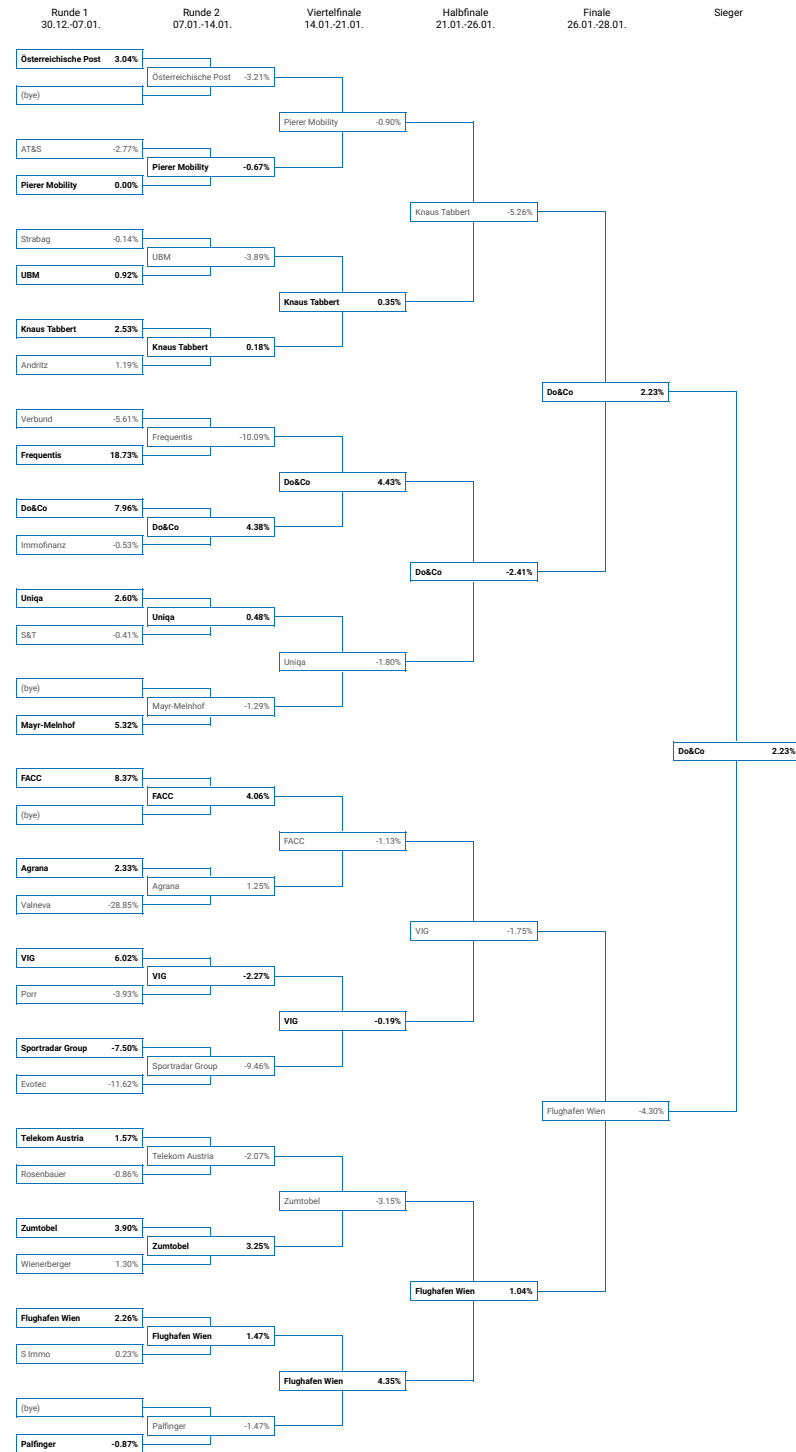 Runde 1
30.12.-07.01.
Runde 2
07.01.-14.01.
Viertelfinale
14.01.-21.01.
Halbfinale
21.01.-26.01.
Finale
26.01.-28.01.
Sieger
Österreichische Post 3.04%
(bye)
AT&S -2.77%
Pierer Mobility 0.00%
Strabag -0.14%
UBM 0.92%
Knaus Tabbert 2.53%
Andritz 1.19%
Verbund -5.61%
Frequentis 18.73%
Do&Co 7.96%
Immofinanz -0.53%
Uniqa 2.60%
S&T -0.41%
(bye)
Mayr-Melnhof 5.32%
FACC 8.37%
(bye)
Agrana 2.33%
Valneva -28.85%
VIG 6.02%
Porr -3.93%
Sportradar Group -7.50%
Evotec -11.62%
Telekom Austria 1.57%
Rosenbauer -0.86%
Zumtobel 3.90%
Wienerberger 1.30%
Flughafen Wien 2.26%
S Immo 0.23%
(bye)
Palfinger -0.87%
Österreichische Post -3.21%
Pierer Mobility -0.67%
UBM -3.89%
Knaus Tabbert 0.18%
Frequentis -10.09%
Do&Co 4.38%
Uniqa 0.48%
Mayr-Melnhof -1.29%
FACC 4.06%
Agrana 1.25%
VIG -2.27%
Sportradar Group -9.46%
Telekom Austria -2.07%
Zumtobel 3.25%
Flughafen Wien 1.47%
Palfinger -1.47%
Pierer Mobility -0.90%
Knaus Tabbert 0.35%
Do&Co 4.43%
Uniqa -1.80%
FACC -1.13%
VIG -0.19%
Zumtobel -3.15%
Flughafen Wien 4.35%
Knaus Tabbert -5.26%
Do&Co -2.41%
VIG -1.75%
Flughafen Wien 1.04%
Do&Co 2.23%
Flughafen Wien -4.30%
Do&Co 2.23%